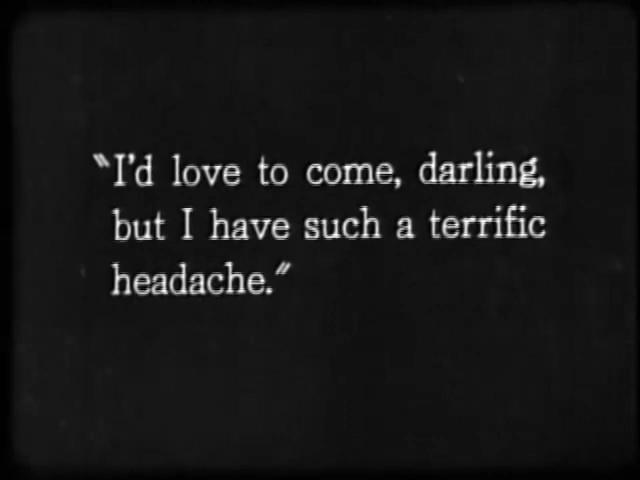 "I'd love to come, darling,
but I have such a terrific
headache."